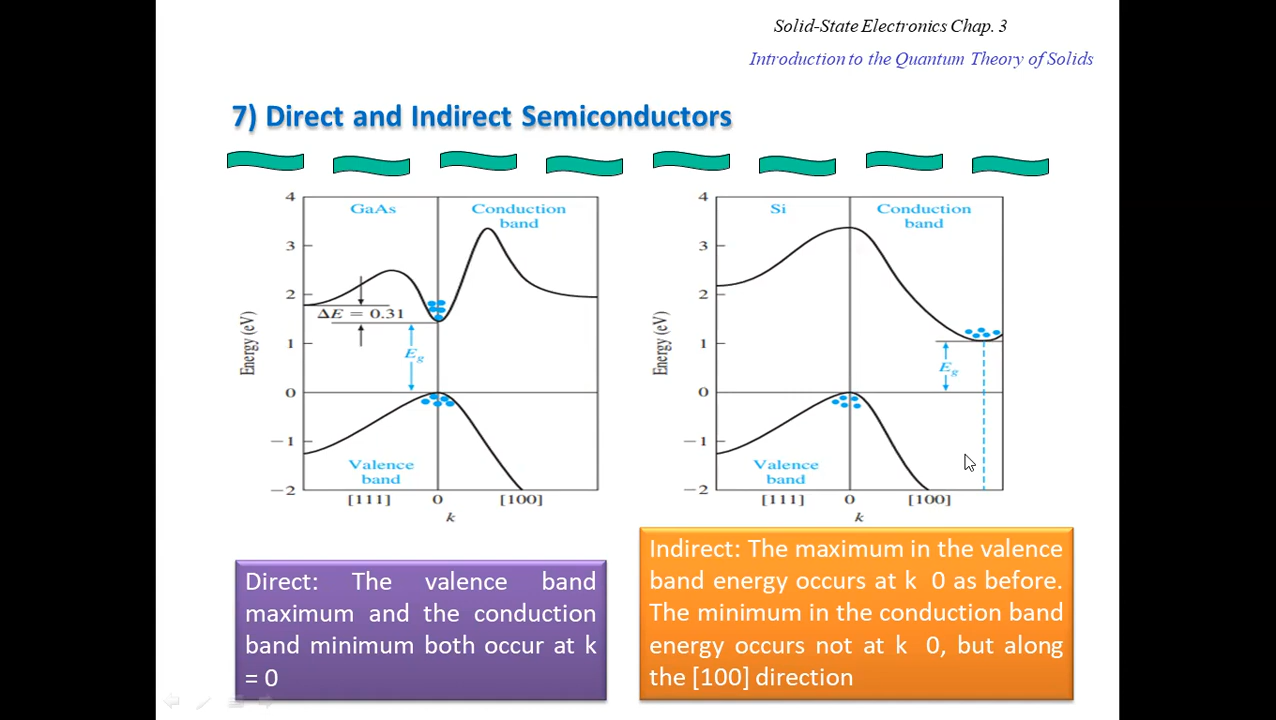 Solid-State Electronics Chap. 3
Introduction to the Quantum Theory of Solids
7) Direct and Indirect Semiconductors
4
GaAs
Conduction
band
3
2
ΔE = 0.31
1
Eg
Energy (eV)
0
−1
Valence
band
−2
[111]
0
[100]
k
4
Si
Conduction
band
3
2
1
Eg
Energy (eV)
0
−1
Valence
band
−2
[111]
0
[100]
k
Direct: The valence band
maximum and the conduction
band minimum both occur at k
= 0
Indirect: The maximum in the valence
band energy occurs at k 0 as before.
The minimum in the conduction band
energy occurs not at k 0, but along
the [100] direction